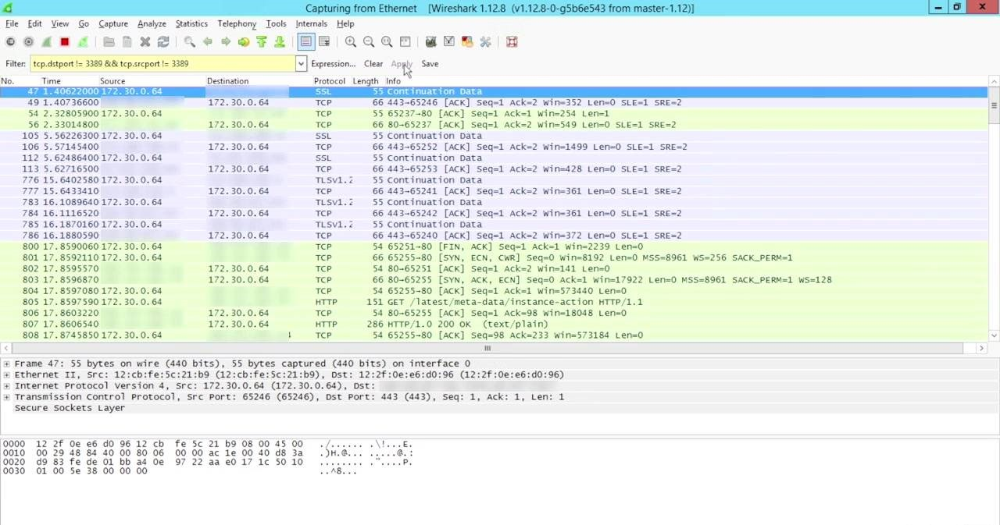 Capturing from Ethernet [Wireshark 1.12.8 (v1.12.8-0-g5b6e543 from master-1.12)]
File Edit View Go Capture Analyze Statistics Telephony Tools Internals Help
Filter: tcp.dstport != 3389 && tcp.srcport != 3389 Expression... Clear Apply Save
No. Time Source Destination Protocol Length Info
47 1.40622000 172.30.0.64 SSL 55 Continuation Data
49 1.40736600 172.30.0.64 TCP 66 443→65246 [ACK] Seq=1 Ack=2 Win=352 Len=0 SLE=1 SRE=2
54 2.32805900 172.30.0.64 TCP 55 65237→80 [ACK] Seq=1 Ack=1 Win=254 Len=1
56 2.33014800 172.30.0.64 TCP 66 80→65237 [ACK] Seq=1 Ack=2 Win=549 Len=0 SLE=1 SRE=2
105 5.56226300 172.30.0.64 SSL 55 Continuation Data
106 5.57145400 172.30.0.64 TCP 66 443→65252 [ACK] Seq=1 Ack=2 Win=1499 Len=0 SLE=1 SRE=2
112 5.62486400 172.30.0.64 SSL 55 Continuation Data
113 5.62716500 172.30.0.64 TCP 66 443→65253 [ACK] Seq=1 Ack=2 Win=428 Len=0 SLE=1 SRE=2
776 15.6402580 172.30.0.64 TLSv1.2 55 Continuation Data
777 15.6433410 172.30.0.64 TCP 66 443→65241 [ACK] Seq=1 Ack=2 Win=361 Len=0 SLE=1 SRE=2
783 16.1089640 172.30.0.64 TLSv1.2 55 Continuation Data
784 16.1116520 172.30.0.64 TCP 66 443→65242 [ACK] Seq=1 Ack=2 Win=361 Len=0 SLE=1 SRE=2
785 16.1870160 172.30.0.64 TLSv1.2 55 Continuation Data
786 16.1880590 172.30.0.64 TCP 66 443→65240 [ACK] Seq=1 Ack=2 Win=372 Len=0 SLE=1 SRE=2
800 17.8590060 172.30.0.64 TCP 54 65251→80 [FIN, ACK] Seq=1 Ack=1 Win=2239 Len=0
801 17.8592110 172.30.0.64 TCP 66 65255→80 [SYN, ECN, CWR] Seq=0 Win=8192 Len=0 MSS=8961 WS=256 SACK_PERM=1
802 17.8595570 172.30.0.64 TCP 54 80→65251 [ACK] Seq=1 Ack=2 Win=141 Len=0
803 17.8596870 172.30.0.64 TCP 66 80→65255 [SYN, ACK, ECN] Seq=0 Ack=1 Win=17922 Len=0 MSS=8961 SACK_PERM=1 WS=128
804 17.8597080 172.30.0.64 TCP 54 65255→80 [ACK] Seq=1 Ack=1 Win=573440 Len=0
805 17.8597590 172.30.0.64 HTTP 151 GET /latest/meta-data/instance-action HTTP/1.1
806 17.8603220 172.30.0.64 TCP 54 80→65255 [ACK] Seq=1 Ack=98 Win=18048 Len=0
807 17.8606540 172.30.0.64 HTTP 286 HTTP/1.0 200 OK (text/plain)
808 17.8745850 172.30.0.64 TCP 54 65255→80 [ACK] Seq=98 Ack=233 Win=573184 Len=0
Frame 47: 55 bytes on wire (440 bits), 55 bytes captured (440 bits) on interface 0
Ethernet II, Src: 12:cb:fe:5c:21:b9 (12:cb:fe:5c:21:b9), Dst: 12:2f:0e:e6:d0:96 (12:2f:0e:e6:d0:96)
Internet Protocol Version 4, Src: 172.30.0.64 (172.30.0.64), Dst:
Transmission Control Protocol, Src Port: 65246 (65246), Dst Port: 443 (443), Seq: 1, Ack: 1, Len: 1
Secure Sockets Layer
0000 12 2f 0e e6 d0 96 12 cb fe 5c 21 b9 08 00 45 00 ./...... .\!...E.
0010 00 29 48 84 40 00 80 06 00 00 ac 1e 00 40 d8 3a .)H.@... .....@.:
0020 d9 83 fe de 01 bb a4 0e 97 22 aa e0 17 1c 50 10 ........ ."....P.
0030 01 00 5e 38 00 00 00 ..^8...